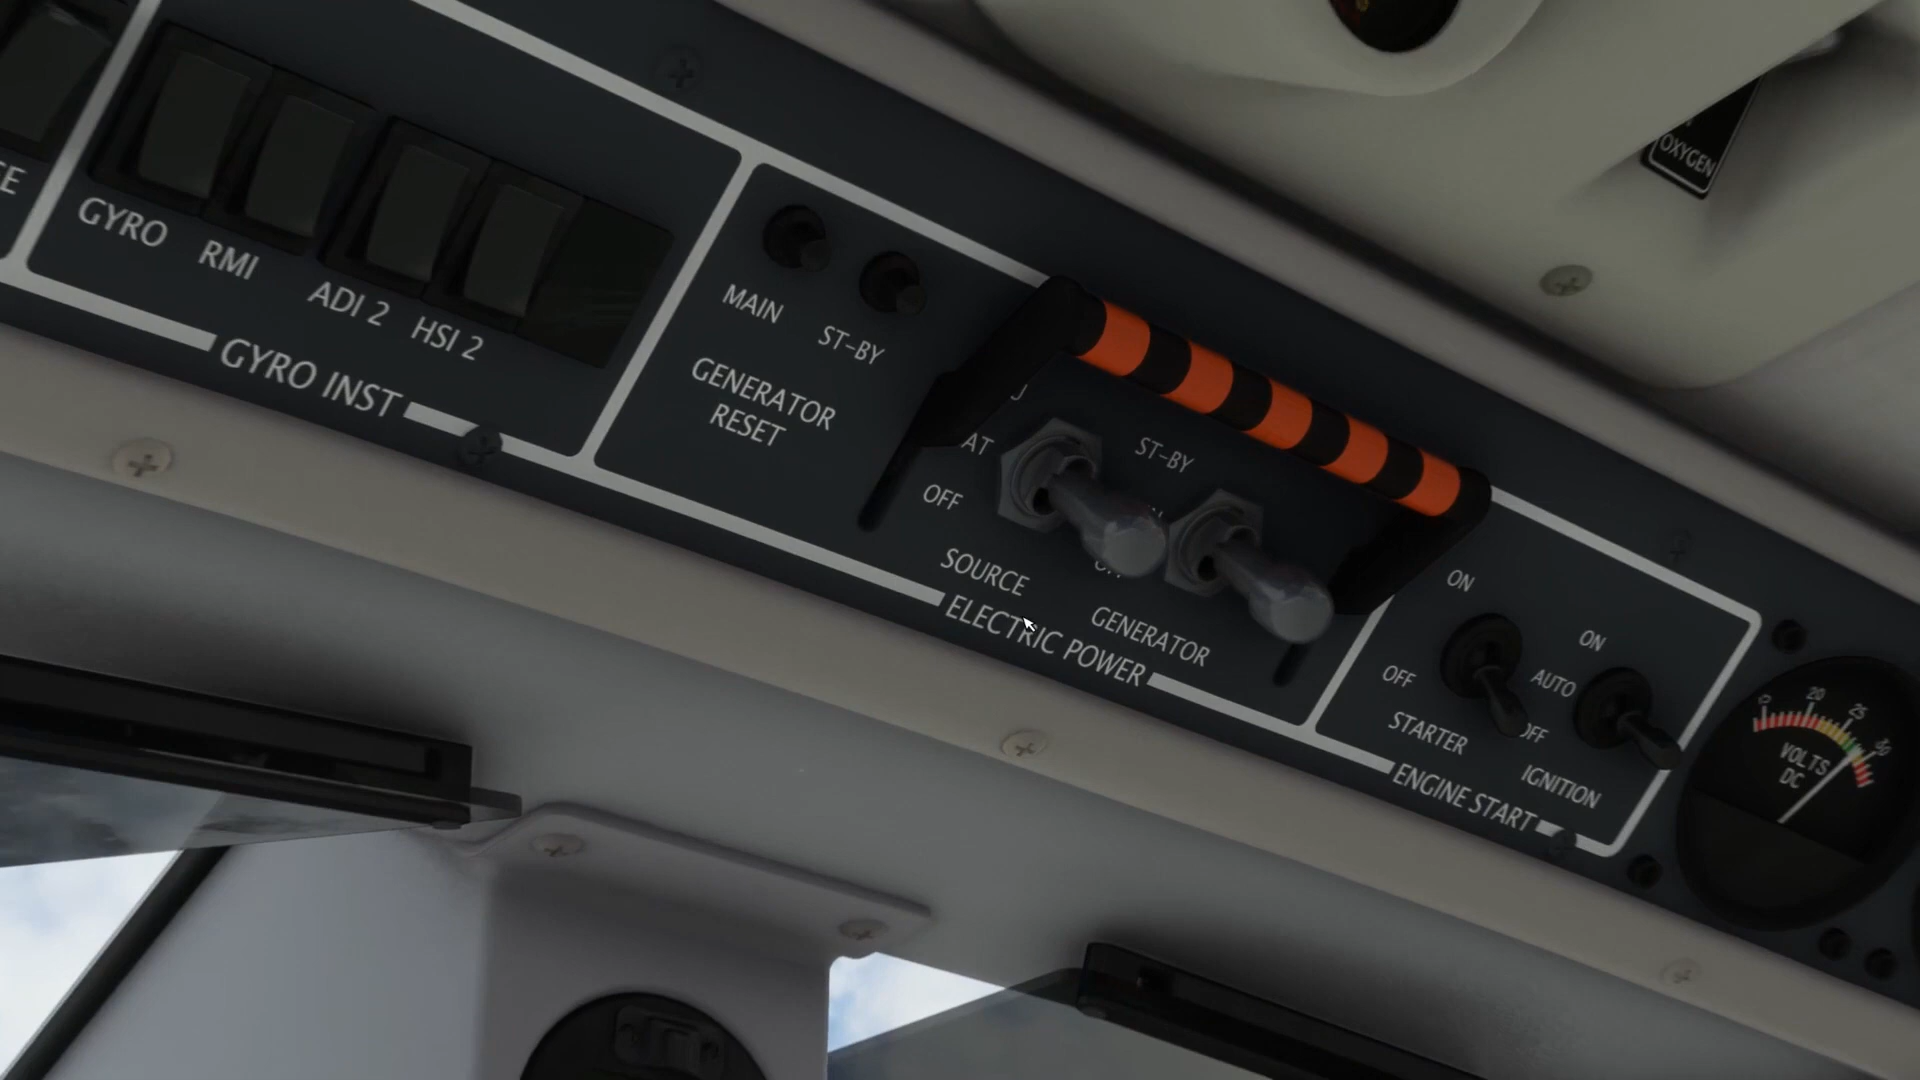 OXYGEN
GYRO
RMI
ADI 2
HSI 2
GYRO INST
MAIN
ST-BY
GENERATOR
RESET
OFF
SOURCE
ST-BY
GENERATOR
ELECTRIC POWER
ON
OFF
STARTER
ON
AUTO
IGNITION
ENGINE START
20
25
30
VOLTS
DC